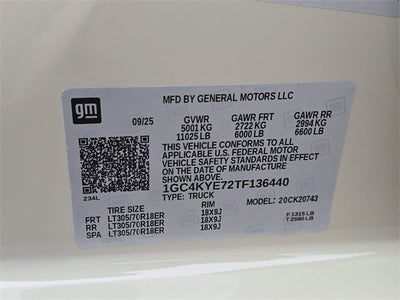 gm
MFD BY GENERAL MOTORS LLC
09/25 GVWR GAWR FRT GAWR RR
5001 KG 2722 KG 2994 KG
11025 LB 6000 LB 6600 LB
THIS VEHICLE CONFORMS TO ALL APPLICABLE U.S. FEDERAL MOTOR
VEHICLE SAFETY STANDARDS IN EFFECT ON THE DATE OF
MANUFACTURE SHOWN ABOVE.
1GC4KYE72TF136440
234L TYPE: TRUCK MODEL: 20CK20743
TIRE SIZE RIM
FRT LT305/70R18ER 18X9J F1315LB
RR LT305/70R18ER 18X9J T2590LB
SPA LT305/70R18ER 18X9J